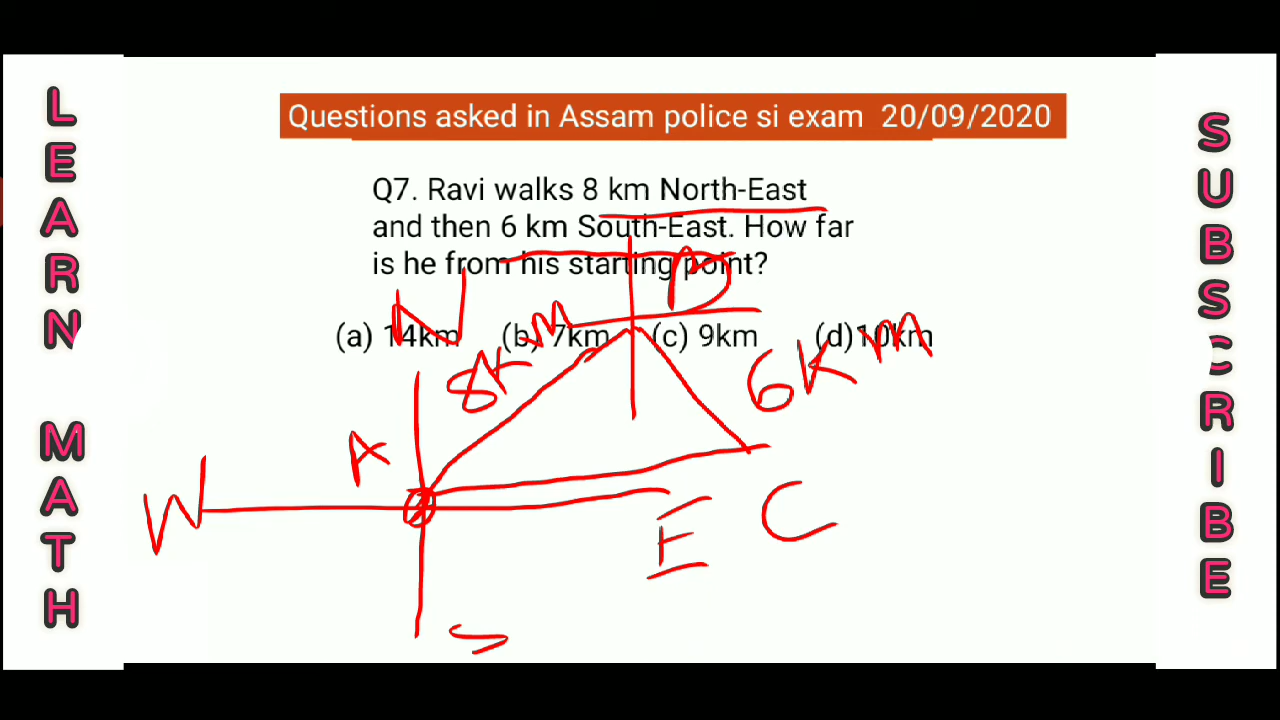 LEARN MATH
Questions asked in Assam police si exam 20/09/2020
Q7. Ravi walks 8 km North-East
and then 6 km South-East. How far
is he from his starting point?
(a) 14km (b) 7km (c) 9km (d)10km
N
D
8km
6km
A
W
E
C
S
SUBSCRIBE